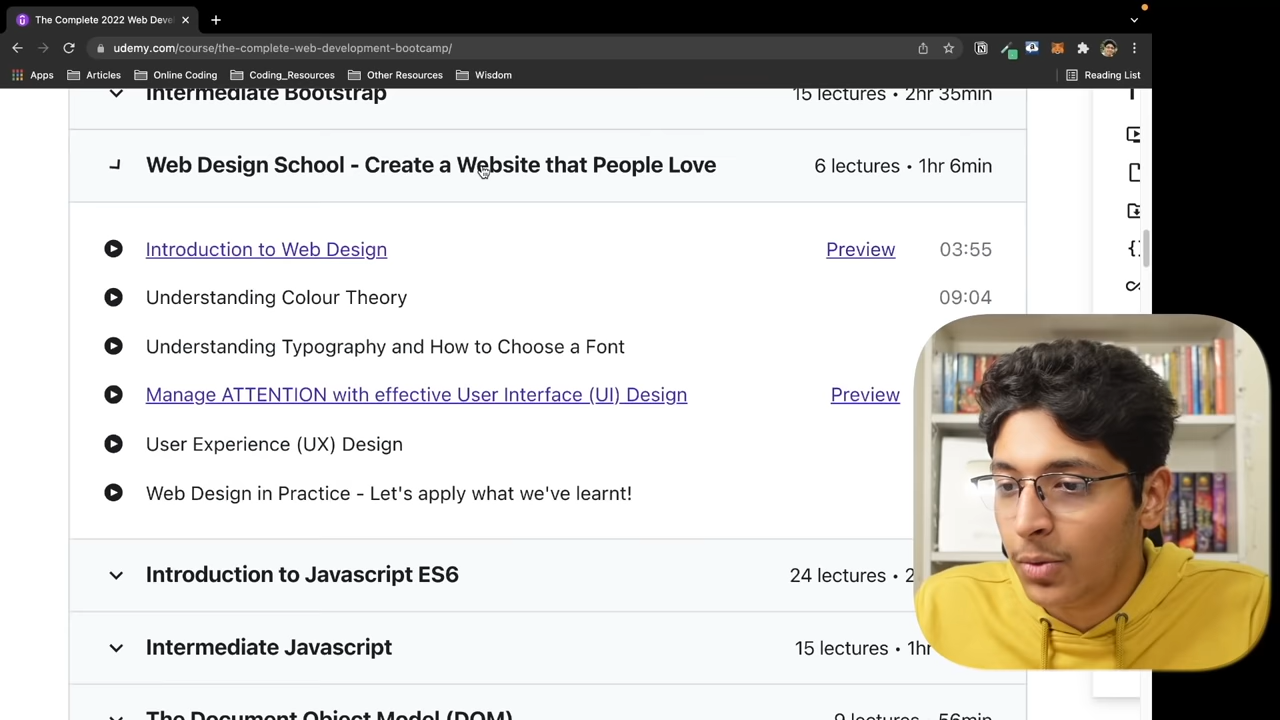 The Complete 2022 Web Deve
udemy.com/course/the-complete-web-development-bootcamp/
Apps Articles Online Coding Coding_Resources Other Resources Wisdom Reading List
Intermediate Bootstrap 15 lectures • 2hr 35min
Web Design School - Create a Website that People Love 6 lectures • 1hr 6min
Introduction to Web Design Preview 03:55
Understanding Colour Theory 09:04
Understanding Typography and How to Choose a Font
Manage ATTENTION with effective User Interface (UI) Design Preview
User Experience (UX) Design
Web Design in Practice - Let's apply what we've learnt!
Introduction to Javascript ES6 24 lectures • 2
Intermediate Javascript 15 lectures • 1hr
The Document Object Model (DOM) 9 lectures • 56min